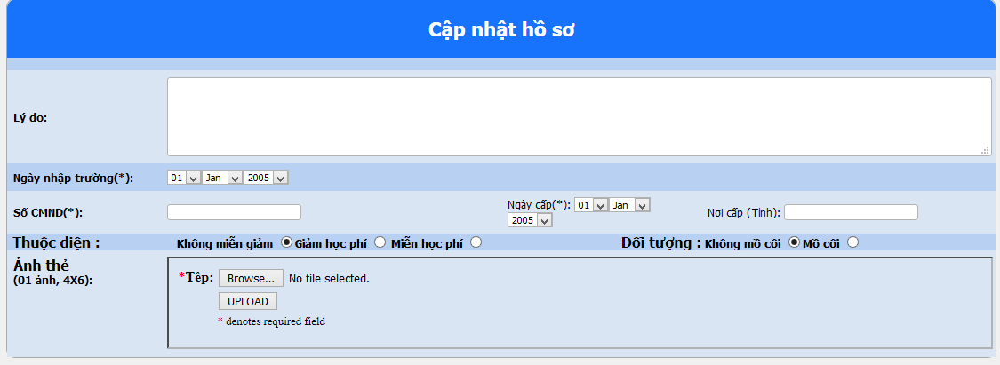 Cập nhật hồ sơ
Lý do:
Ngày nhập trường(*): 01 Jan 2005
Số CMND(*): Ngày cấp(*): 01 Jan
2005 Nơi cấp (Tỉnh):
Thuộc diện : Không miễn giảm Giảm học phí Miễn học phí Đối tượng : Không mồ côi Mồ côi
Ảnh thẻ
(01 ảnh, 4X6):
*Tệp: Browse... No file selected.
UPLOAD
* denotes required field